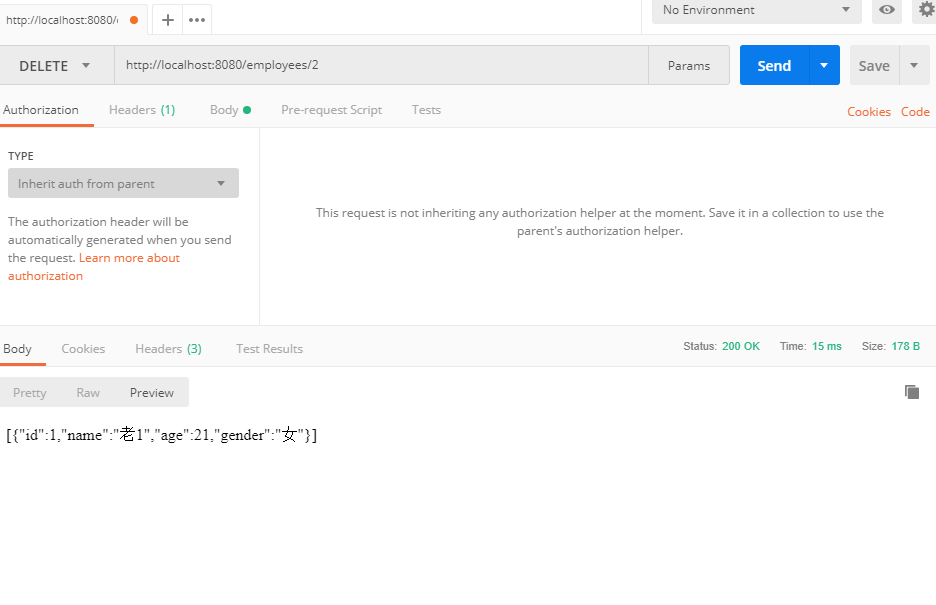 http://localhost:8080/
No Environment
DELETE
http://localhost:8080/employees/2
Params
Send
Save
Authorization
Headers (1)
Body
Pre-request Script
Tests
Cookies
Code
TYPE
Inherit auth from parent
The authorization header will be
automatically generated when you send
the request. Learn more about
authorization
This request is not inheriting any authorization helper at the moment. Save it in a collection to use the
parent's authorization helper.
Body
Cookies
Headers (3)
Test Results
Status: 200 OK
Time: 15 ms
Size: 178 B
Pretty
Raw
Preview
[{"id":1,"name":"老1","age":21,"gender":"女"}]